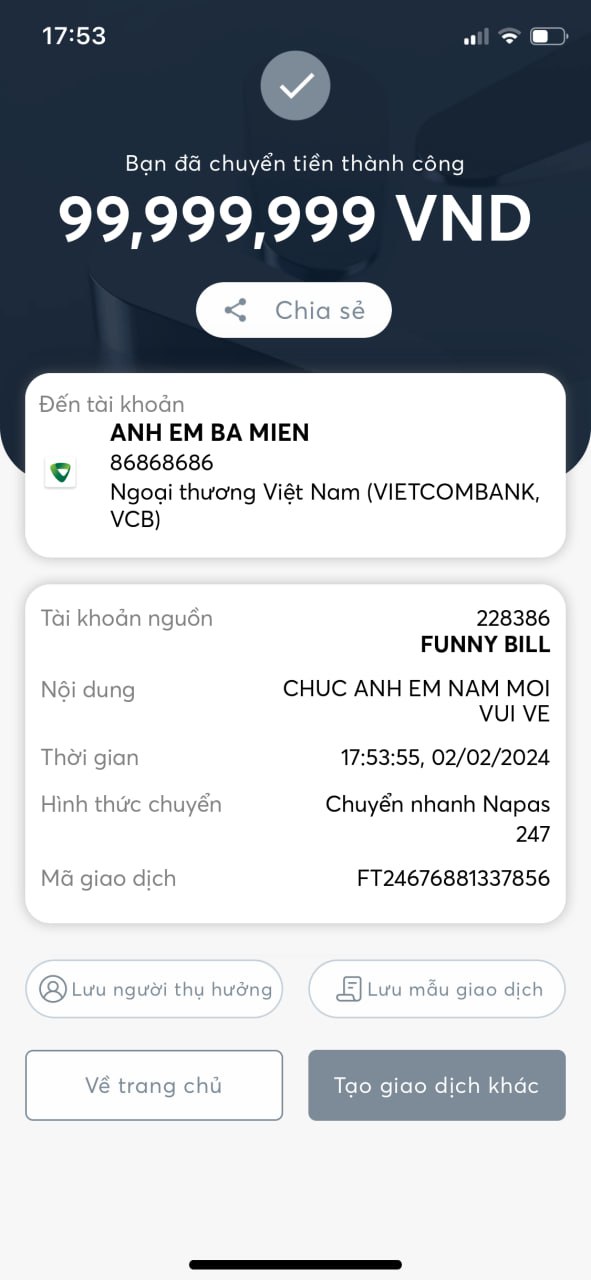 17:53
Bạn đã chuyển tiền thành công
99,999,999 VND
Chia sẻ
Đến tài khoản
ANH EM BA MIEN
86868686
Ngoại thương Việt Nam (VIETCOMBANK,
VCB)
Tài khoản nguồn
228386
FUNNY BILL
Nội dung
CHUC ANH EM NAM MOI
VUI VE
Thời gian
17:53:55, 02/02/2024
Hình thức chuyển
Chuyển nhanh Napas
247
Mã giao dịch
FT24676881337856
Lưu người thụ hưởng
Lưu mẫu giao dịch
Về trang chủ
Tạo giao dịch khác